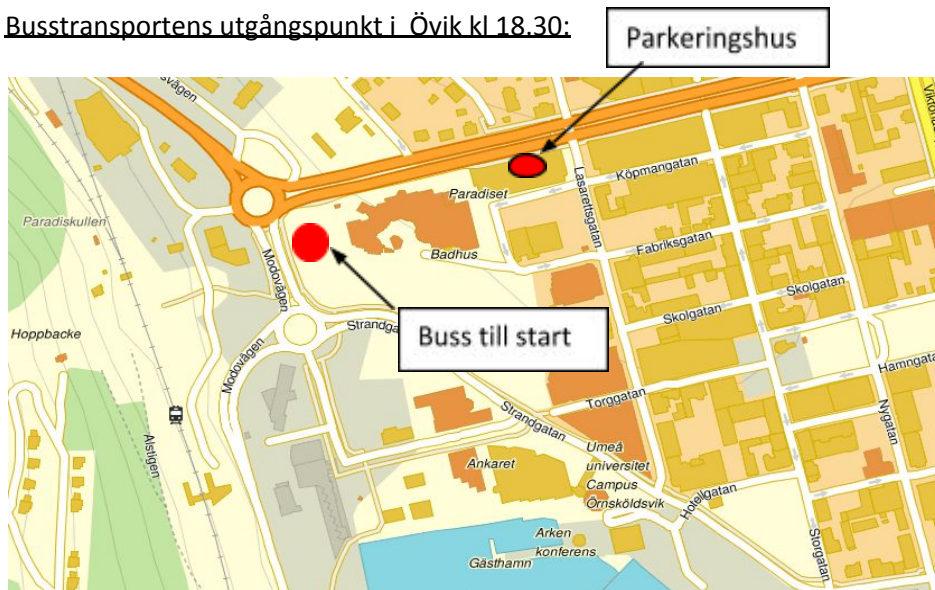 Busstransportens utgångspunkt i  Övik kl 18.30:
Parkeringshus
Paradiskullen
Modovägen
Paradiset
Köpmangatan
Lasarettsgatan
Badhus
Fabriksgatan
Skolgatan
Skolgatan
Hoppbacke
Modovägen
Buss till start
Torggatan
Hamngatan
Nygatan
Alstigen
Strandgatan
Ankaret
Umeå
universitet
Campus
Örnsköldsvik
Hotellgatan
Arken
konferens
Gästhamn
Storgatan